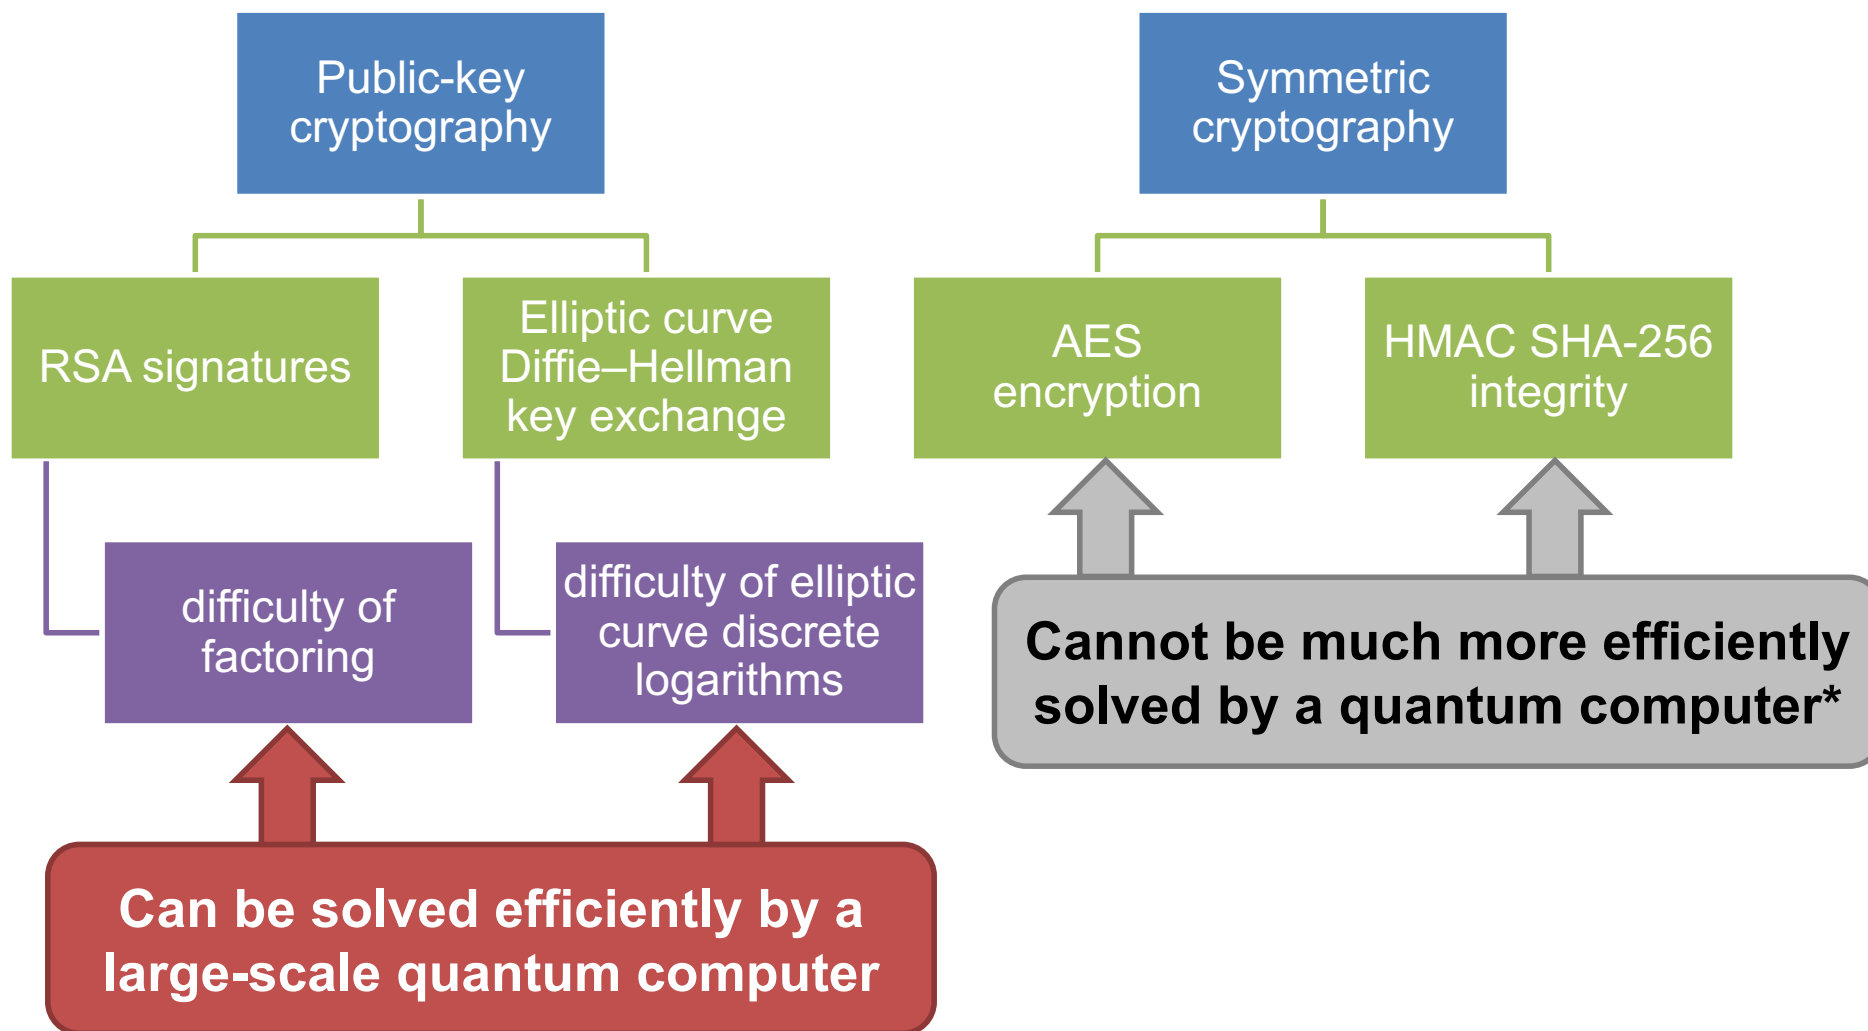 Public-key
cryptography
Symmetric
cryptography
RSA signatures
Elliptic curve
Diffie–Hellman
key exchange
AES
encryption
HMAC SHA-256
integrity
difficulty of
factoring
difficulty of elliptic
curve discrete
logarithms
Cannot be much more efficiently
solved by a quantum computer*
Can be solved efficiently by a
large-scale quantum computer